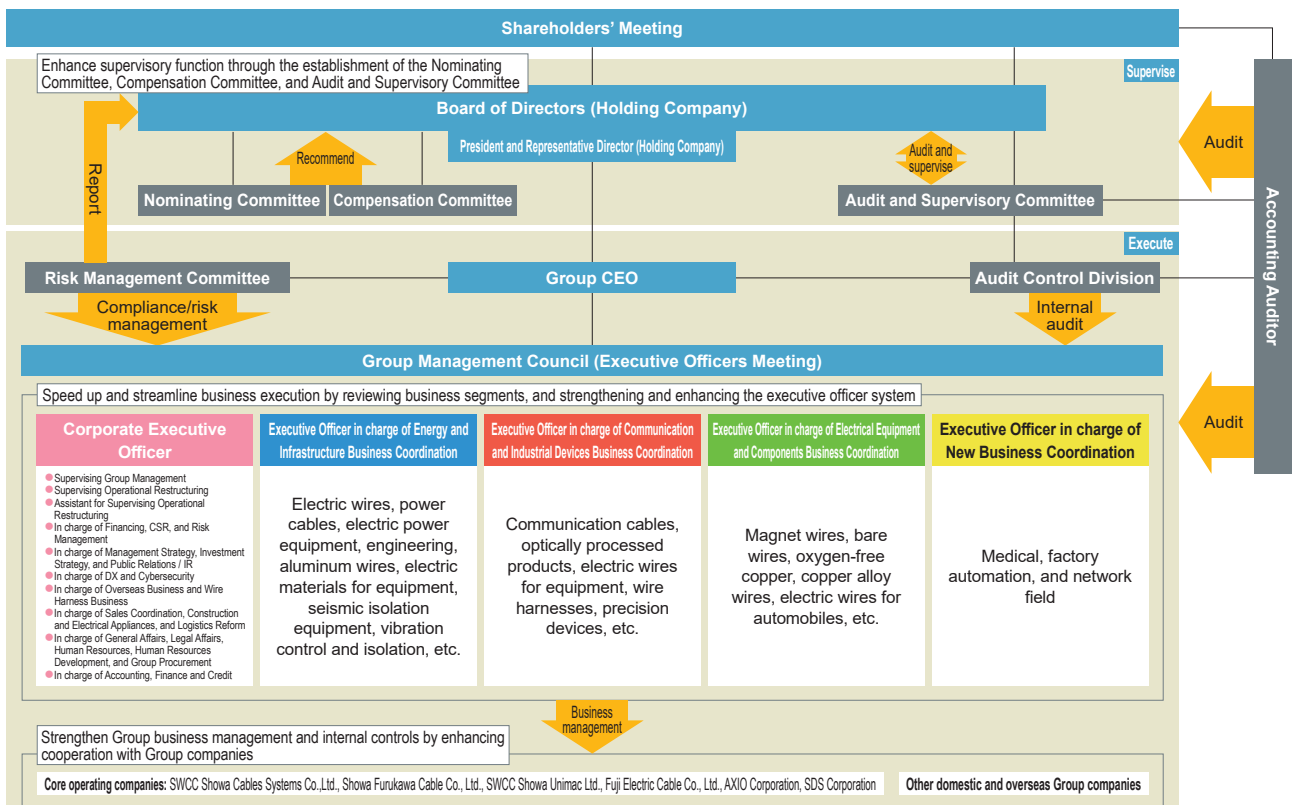 Shareholders' Meeting
Enhance supervisory function through the establishment of the Nominating
Committee, Compensation Committee, and Audit and Supervisory Committee
Supervise
Board of Directors (Holding Company)
President and Representative Director (Holding Company)
Report
Recommend
Audit and
supervise
Audit
Nominating Committee
Compensation Committee
Audit and Supervisory Committee
Accounting Auditor
Execute
Risk Management Committee
Group CEO
Audit Control Division
Compliance/risk
management
Internal
audit
Group Management Council (Executive Officers Meeting)
Speed up and streamline business execution by reviewing business segments, and strengthening and enhancing the executive officer system
Audit
Corporate Executive
Officer
● Supervising Group Management
● Supervising Operational Restructuring
● Assistant for Supervising Operational
Restructuring
● In charge of Financing, CSR, and Risk
Management
● In charge of Management Strategy, Investment
Strategy, and Public Relations / IR
● In charge of DX and Cybersecurity
● In charge of Overseas Business and Wire
Harness Business
● In charge of Sales Coordination, Construction
and Electrical Appliances, and Logistics Reform
● In charge of General Affairs, Legal Affairs,
Human Resources, Human Resources
Development, and Group Procurement
● In charge of Accounting, Finance and Credit
Executive Officer in charge of Energy and
Infrastructure Business Coordination
Electric wires, power
cables, electric power
equipment, engineering,
aluminum wires, electric
materials for equipment,
seismic isolation
equipment, vibration
control and isolation, etc.
Executive Officer in charge of Communication
and Industrial Devices Business Coordination
Communication cables,
optically processed
products, electric wires
for equipment, wire
harnesses, precision
devices, etc.
Executive Officer in charge of Electrical Equipment
and Components Business Coordination
Magnet wires, bare
wires, oxygen-free
copper, copper alloy
wires, electric wires for
automobiles, etc.
Executive Officer in charge of
New Business Coordination
Medical, factory
automation, and network
field
Business
management
Strengthen Group business management and internal controls by enhancing
cooperation with Group companies
Core operating companies: SWCC Showa Cables Systems Co.,Ltd., Showa Furukawa Cable Co., Ltd., SWCC Showa Unimac Ltd., Fuji Electric Cable Co., Ltd., AXIO Corporation, SDS Corporation
Other domestic and overseas Group companies